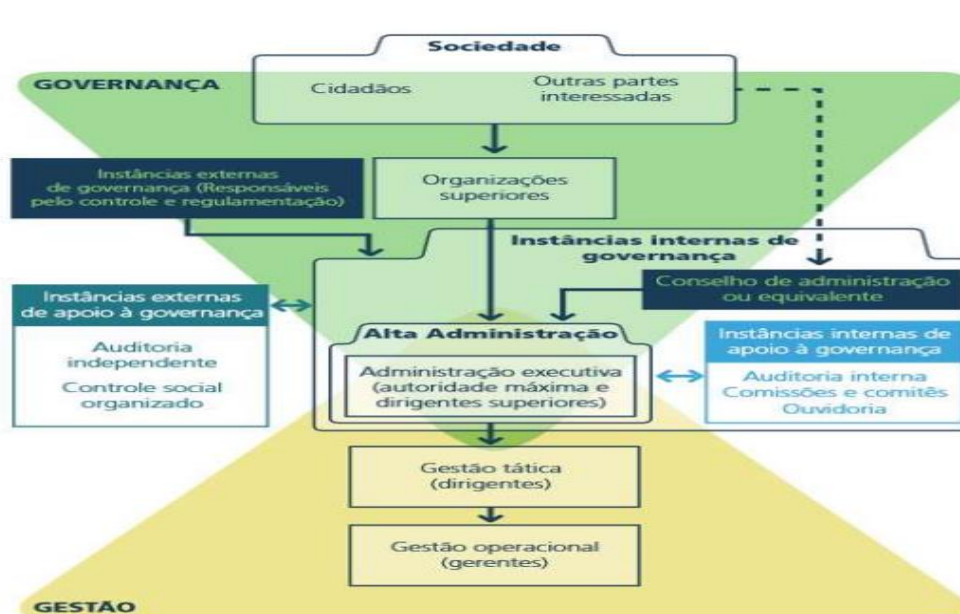 Sociedade
GOVERNANÇA
Cidadãos
Outras partes
interessadas
Instâncias externas
de governança (Responsáveis
pelo controle e regulamentação)
Organizações
superiores
Instâncias internas de
governança
Conselho de administração
ou equivalente
Instâncias externas
de apoio à governança
Auditoria
independente
Controle social
organizado
Alta Administração
Administração executiva
(autoridade máxima e
dirigentes superiores)
Instâncias internas de
apoio à governança
Auditoria interna
Comissões e comitês
Ouvidoria
Gestão tática
(dirigentes)
Gestão operacional
(gerentes)
GESTÃO